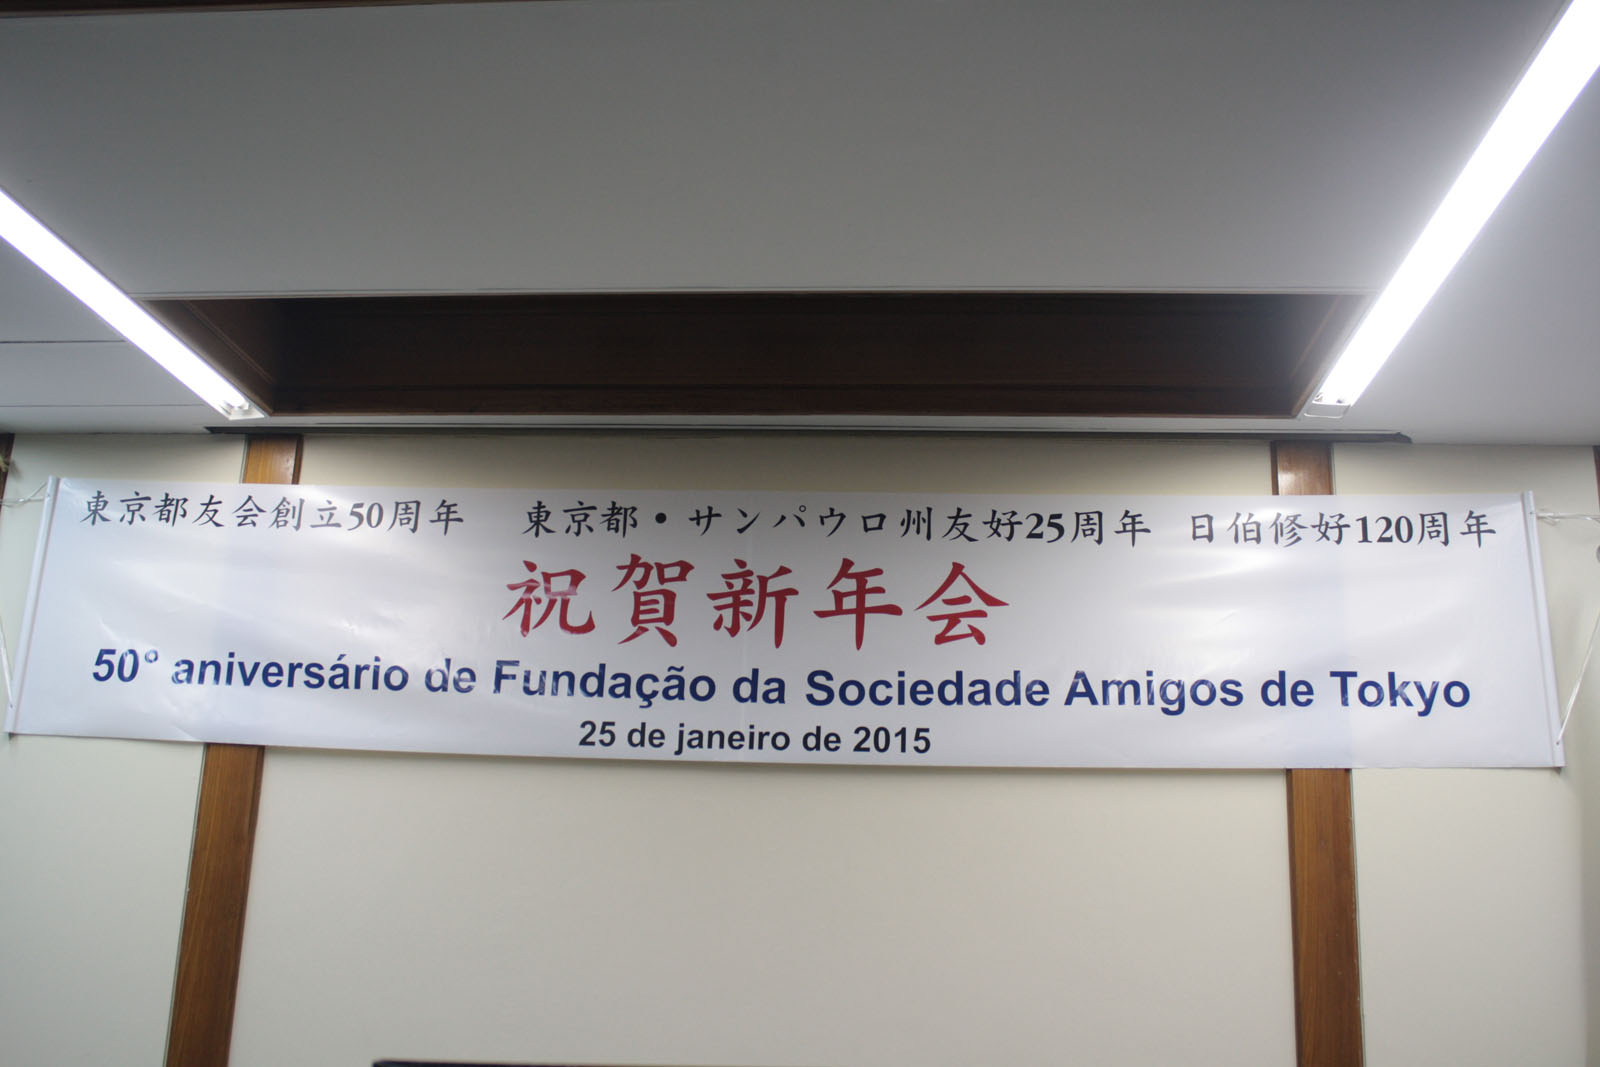 東京都友会創立50周年 東京都・サンパウロ州友好25周年 日伯修好120周年
祝賀新年会
50° aniversário de Fundação da Sociedade Amigos de Tokyo
25 de janeiro de 2015